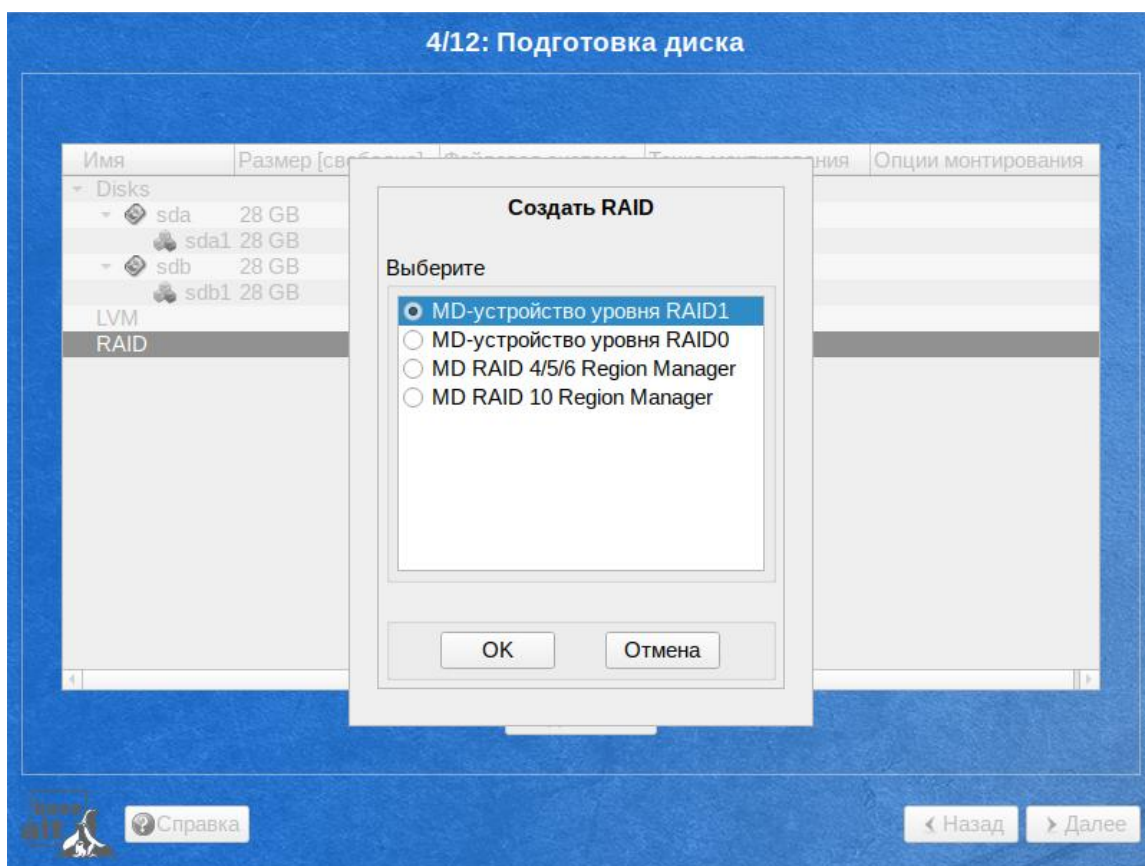 4/12: Подготовка диска
Имя Размер Опции монтирования
Disks
sda 28 GB
sda1 28 GB
sdb 28 GB
sdb1 28 GB
LVM
RAID
Создать RAID
Выберите
MD-устройство уровня RAID1
MD-устройство уровня RAID0
MD RAID 4/5/6 Region Manager
MD RAID 10 Region Manager
OK Отмена
Справка Назад Далее